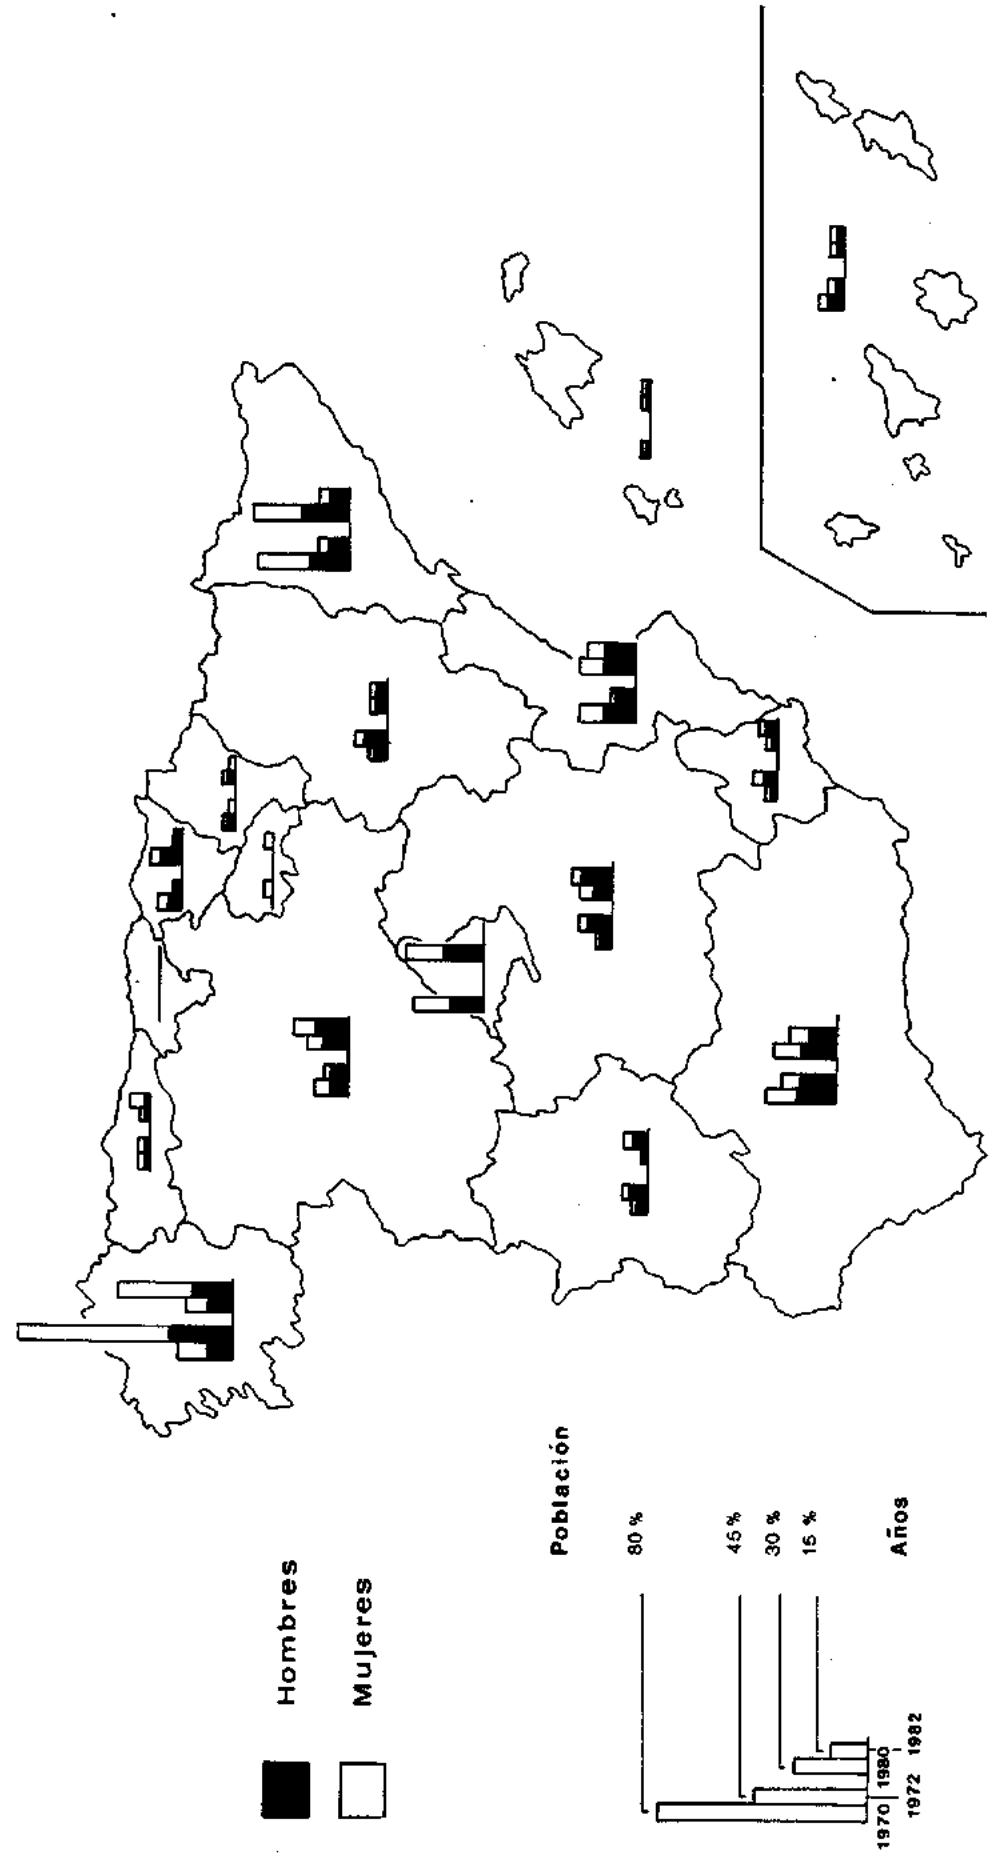 Hombres
Mujeres
Población
80 %
45 %
30 %
15 %
Años
1970
1972
1980
1982